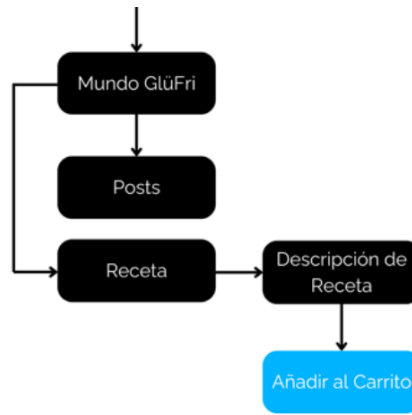 Mundo GlüFri
Posts
Receta
Descripción de
Receta
Añadir al Carrito